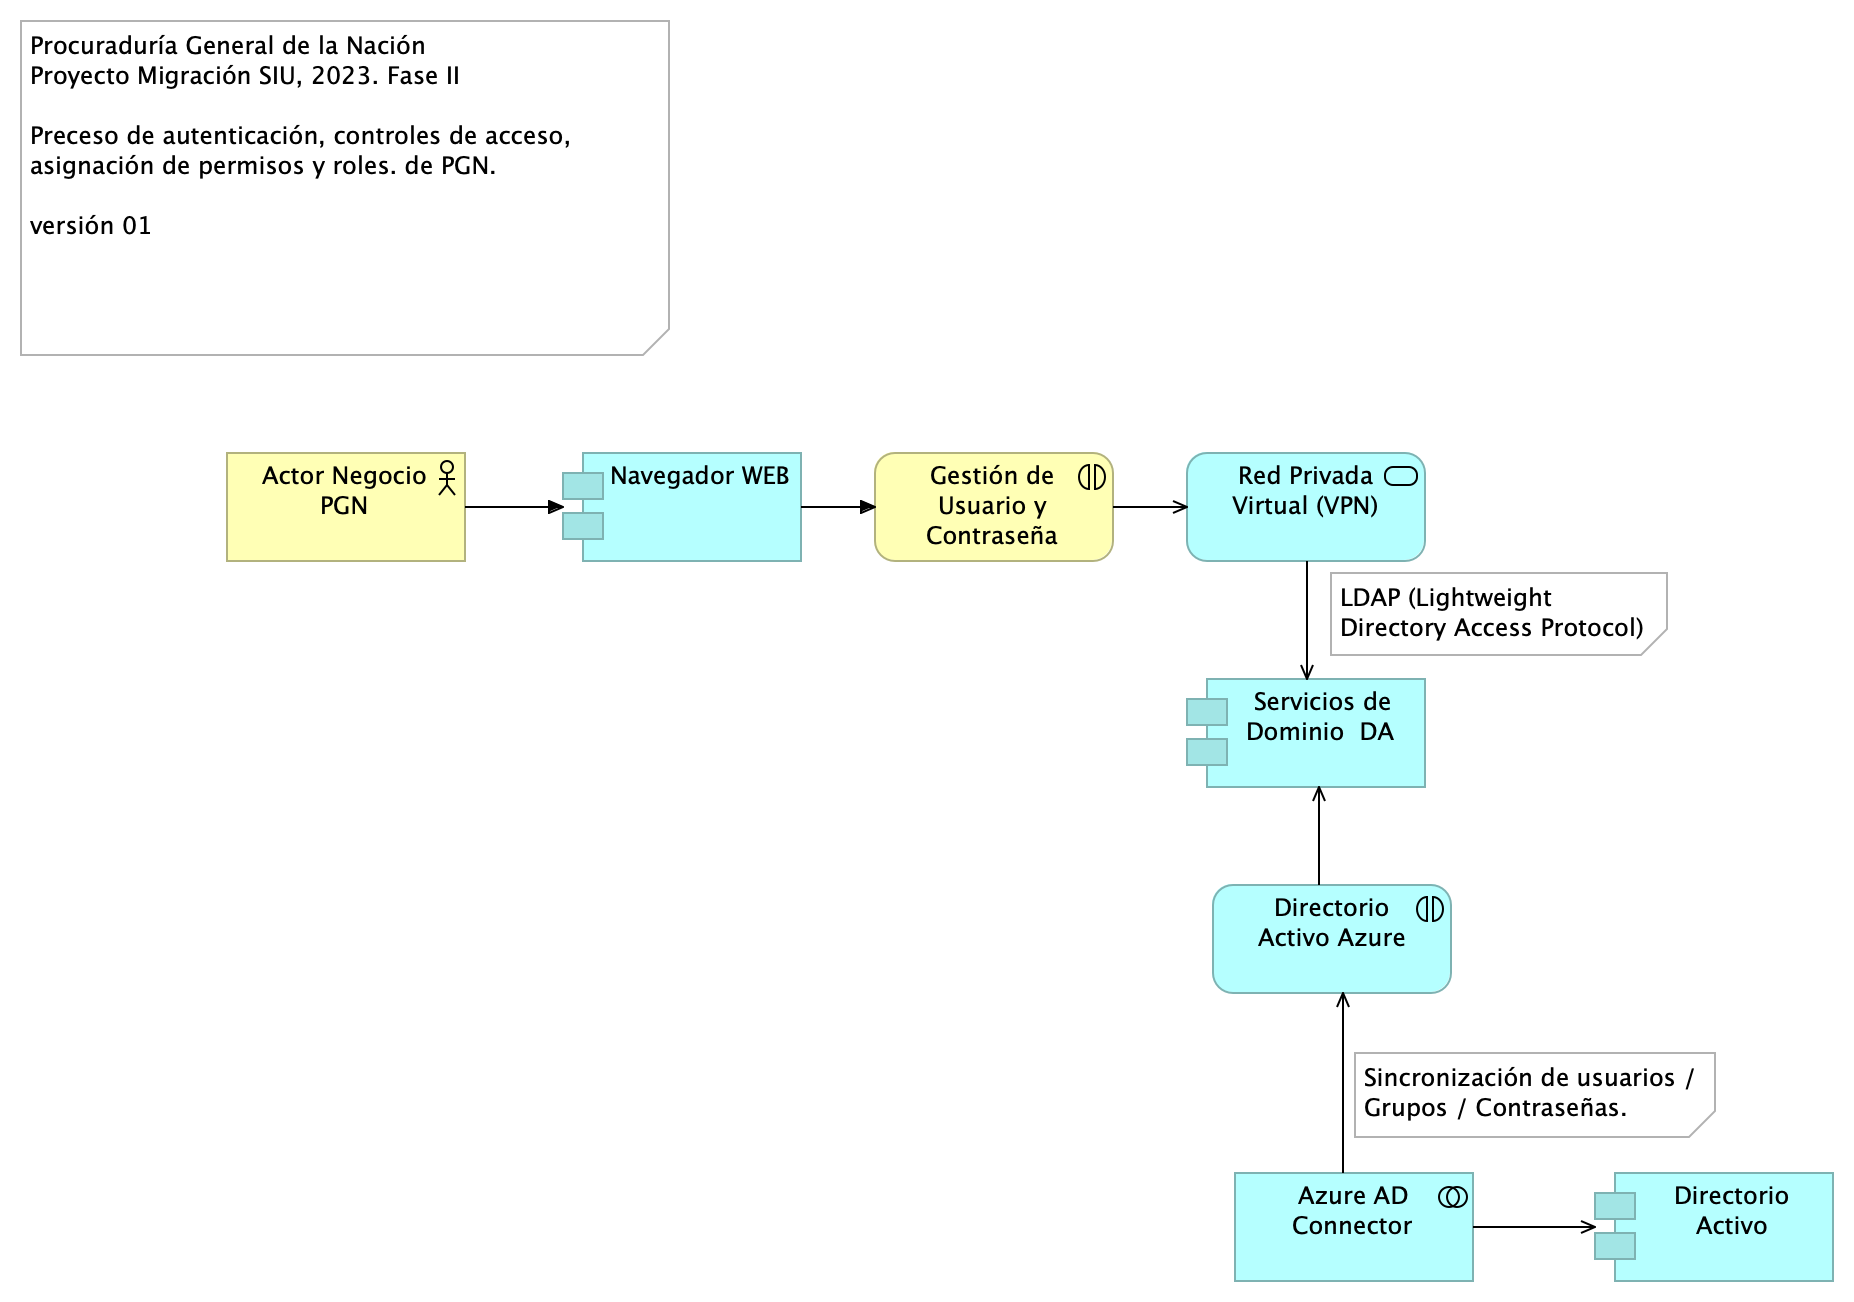 Procuraduría General de la Nación
Proyecto Migración SIU, 2023. Fase II
Preceso de autenticación, controles de acceso,
asignación de permisos y roles. de PGN.
versión 01
Actor Negocio
PGN
Navegador WEB
Gestión de
Usuario y
Contraseña
Red Privada
Virtual (VPN)
LDAP (Lightweight
Directory Access Protocol)
Servicios de
Dominio  DA
Directorio
Activo Azure
Sincronización de usuarios /
Grupos / Contraseñas.
Azure AD
Connector
Directorio
Activo